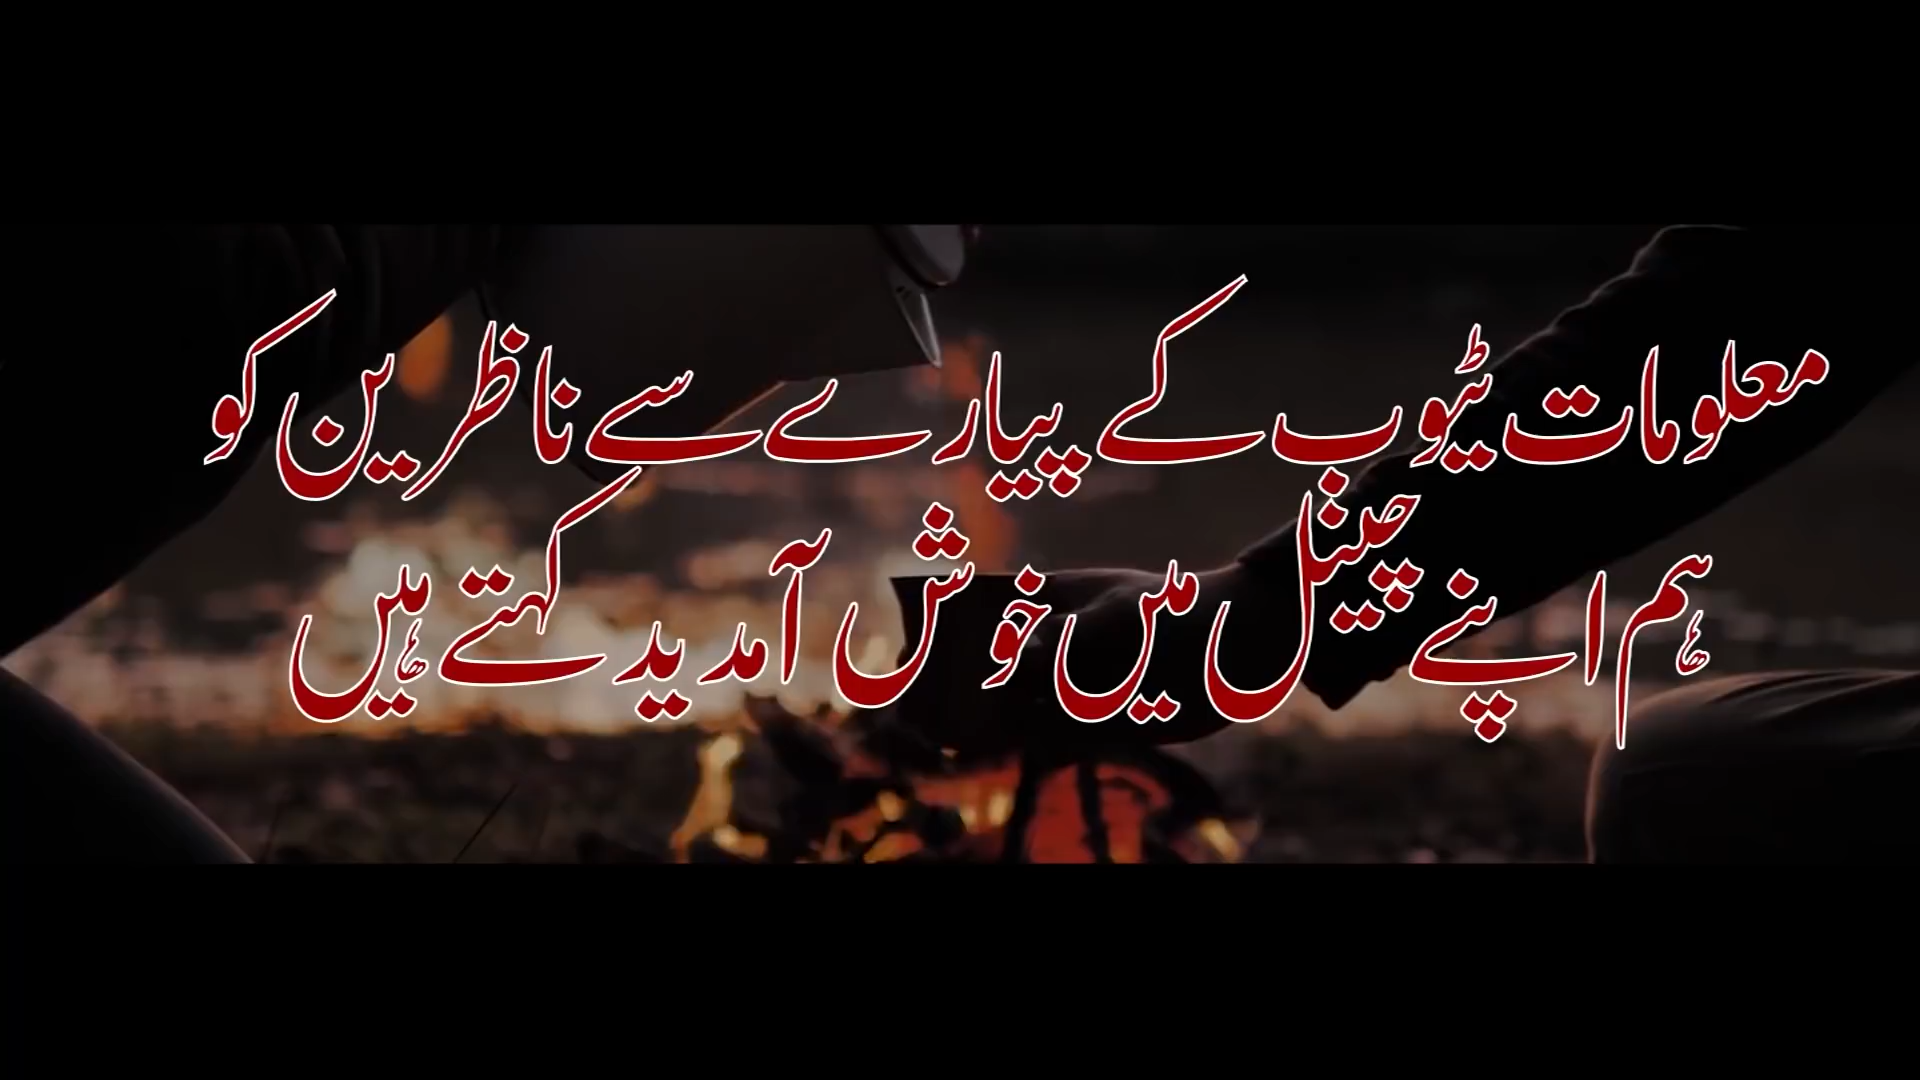 معلومات ٹیوب کے پیارے سے ناظرین کو
ہم اپنے چینل میں خوش آمدید کہتے ہیں